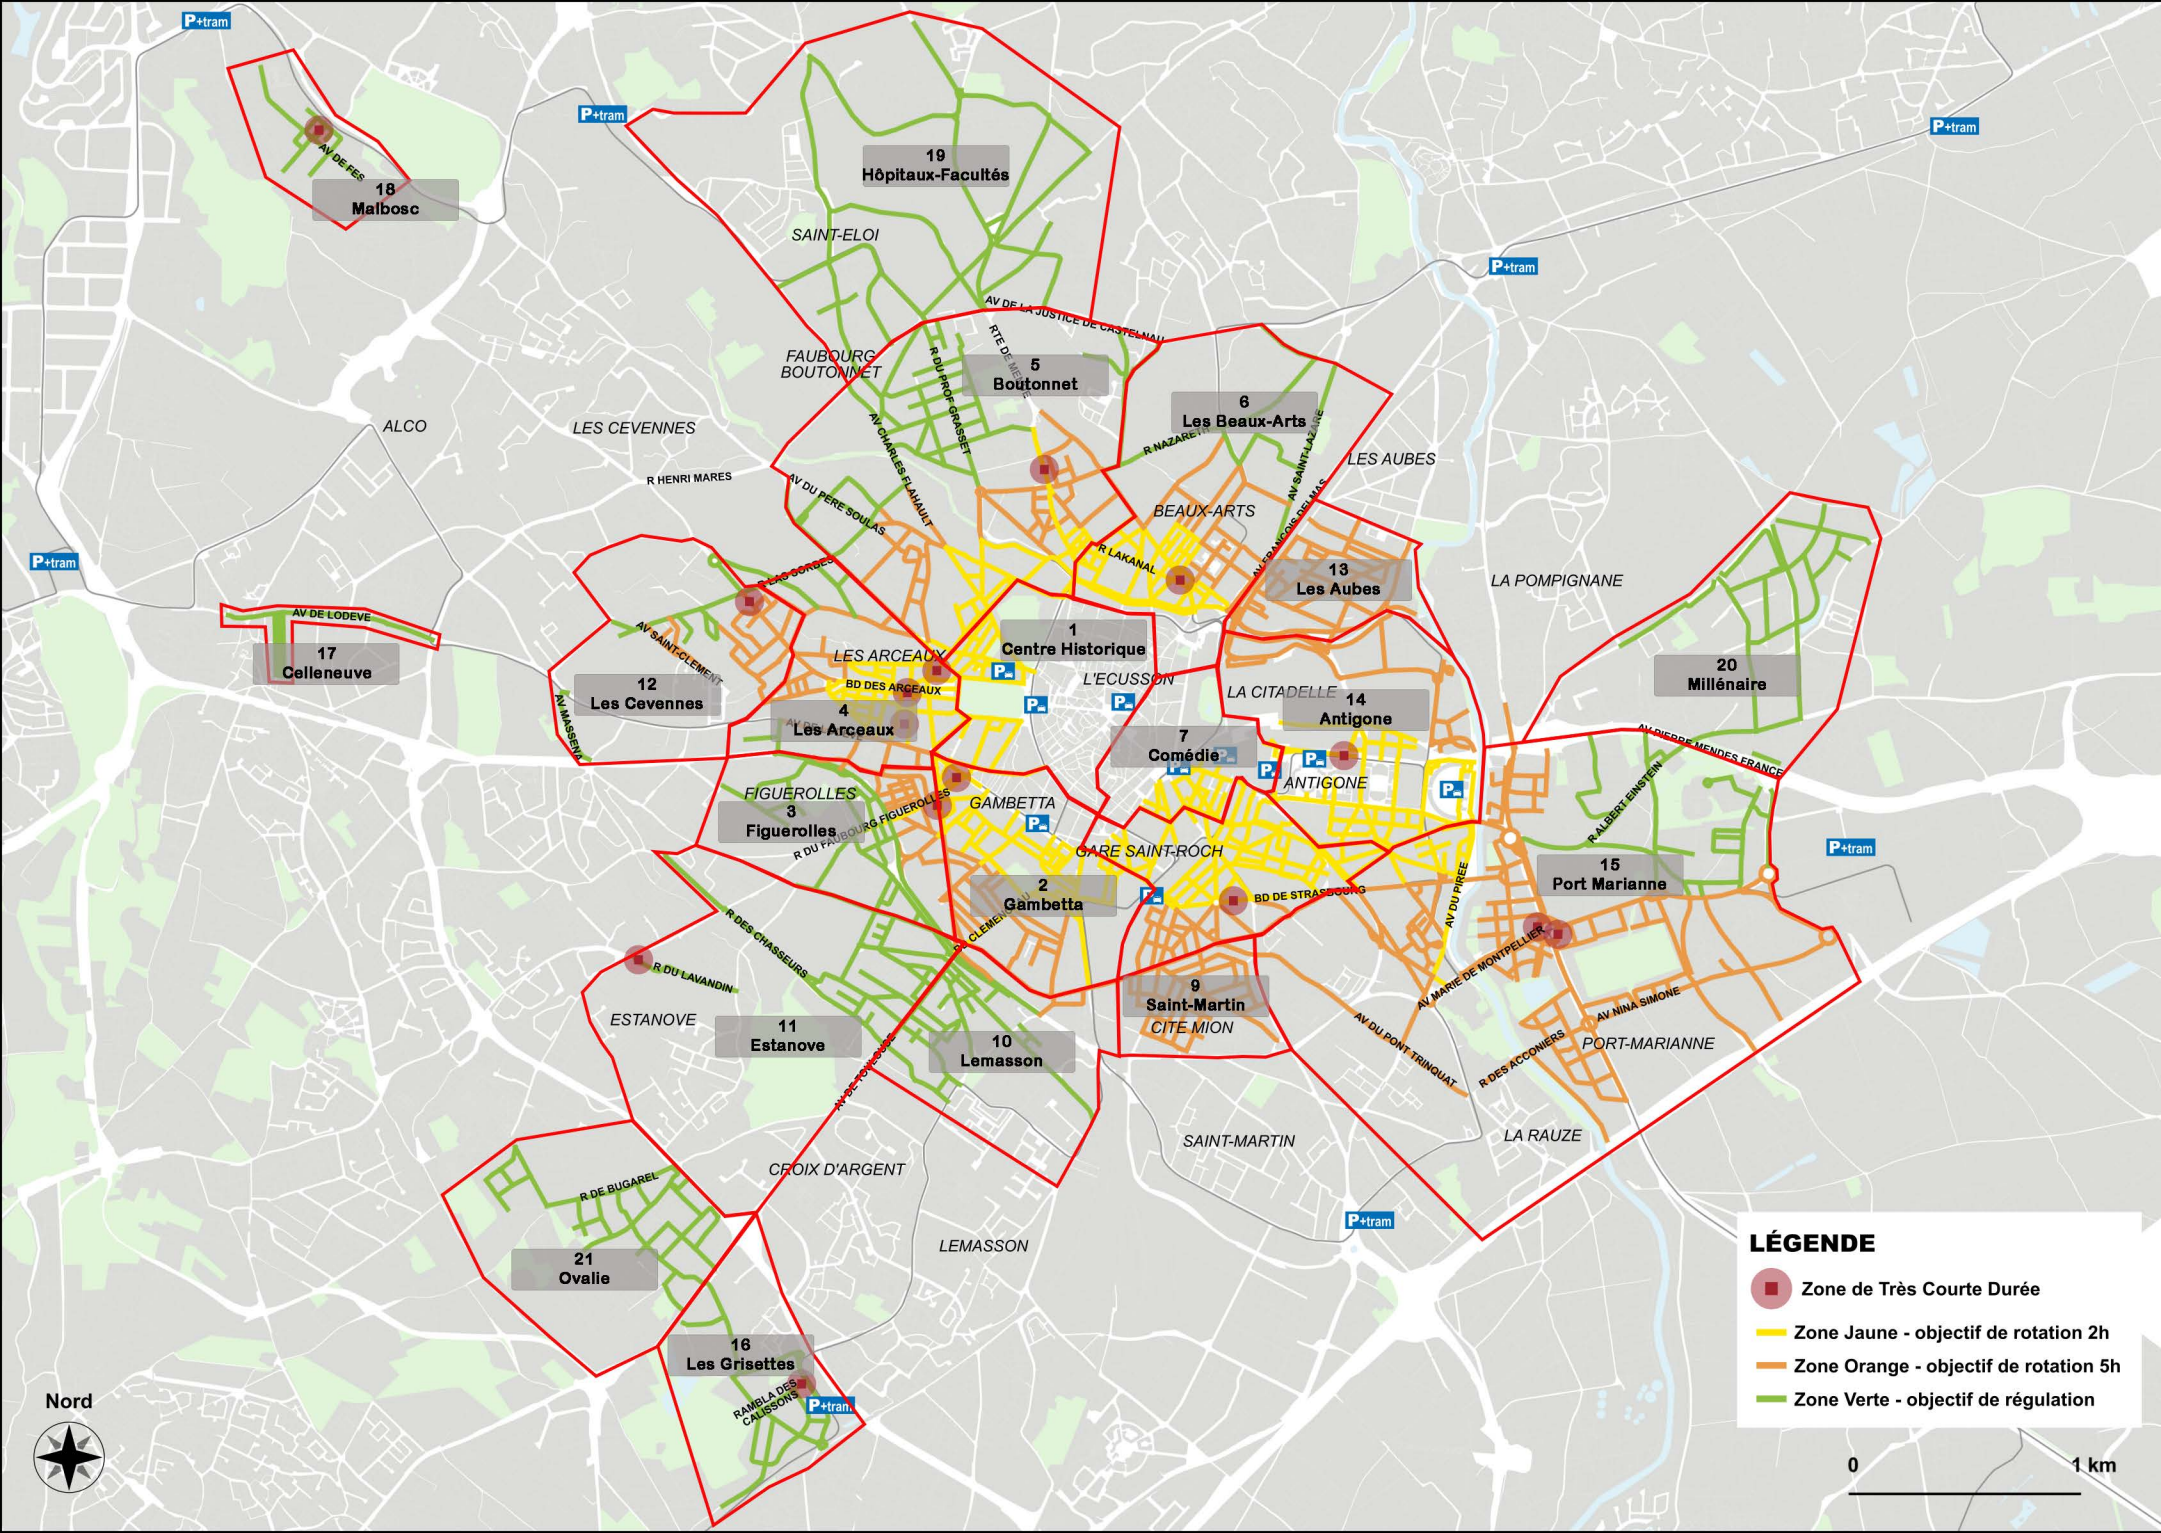 P+tram
P+tram
P+tram
19
Hôpitaux-Facultés
AV DE FES
18
Malbosc
SAINT-ELOI
P+tram
AV DE LA JUSTICE DE CASTELNAU
RTE DE MENDE
FAUBOURG
BOUTONNET
R DU PROF GRASSET
5
Boutonnet
6
Les Beaux-Arts
ALCO
LES CEVENNES
AV CHARLES FLAHAULT
R NAZARETH
AV SAINT-LAZARE
LES AUBES
R HENRI MARES
AV DU PERE SOULAS
BEAUX-ARTS
AV FRANCOIS DELMAS
P+tram
R LAKANAL
R LAS SORBES
13
Les Aubes
LA POMPIGNANE
AV DE LODEVE
17
Celleneuve
AV SAINT-CLEMENT
LES ARCEAUX
1
Centre Historique
L'ECUSSON
P
12
Les Cevennes
BD DES ARCEAUX
LA CITADELLE
20
Millénaire
AV MASSENA
4
Les Arceaux
P
P
14
Antigone
7
Comédie
P
P
P
P
ANTIGONE
AV PIERRE MENDES FRANCE
FIGUEROLLES
3
Figuerolles
R DU FAUBOURG FIGUEROLLES
GAMBETTA
P
P
R ALBERT EINSTEIN
GARE SAINT-ROCH
P+tram
2
Gambetta
P
BD DE STRASBOURG
AV DU PIREE
15
Port Marianne
R DES CHASSEURS
BD CLEMENCEAU
AV MARIE DE MONTPELLIER
R DU LAVANDIN
9
Saint-Martin
CITE MION
ESTANOVE
11
Estanove
10
Lemasson
AV NINA SIMONE
PORT-MARIANNE
AV DU PONT TRINQUAT
R DES ACCONIERS
AV DE TOULOUSE
SAINT-MARTIN
LA RAUZE
CROIX D'ARGENT
R DE BUGAREL
P+tram
LEMASSON
21
Ovalie
16
Les Grisettes
RAMBLA DES
CALISSONS
P+tram
LÉGENDE
Zone de Très Courte Durée
Zone Jaune - objectif de rotation 2h
Zone Orange - objectif de rotation 5h
Zone Verte - objectif de régulation
Nord
0 1 km